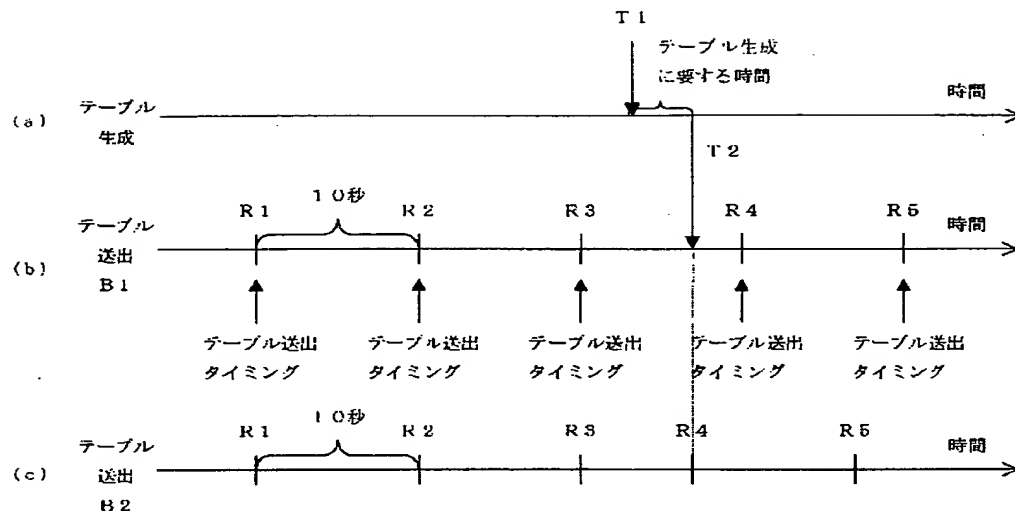 T1
テーブル生成
に要する時間
(a)
テーブル
生成
時間
T2
10秒
R1
R2
R3
R4
R5
(b)
テーブル
送出
B1
時間
テーブル送出
タイミング
テーブル送出
タイミング
テーブル送出
タイミング
テーブル送出
タイミング
テーブル送出
タイミング
10秒
R1
R2
R3
R4
R5
(c)
テーブル
送出
B2
時間